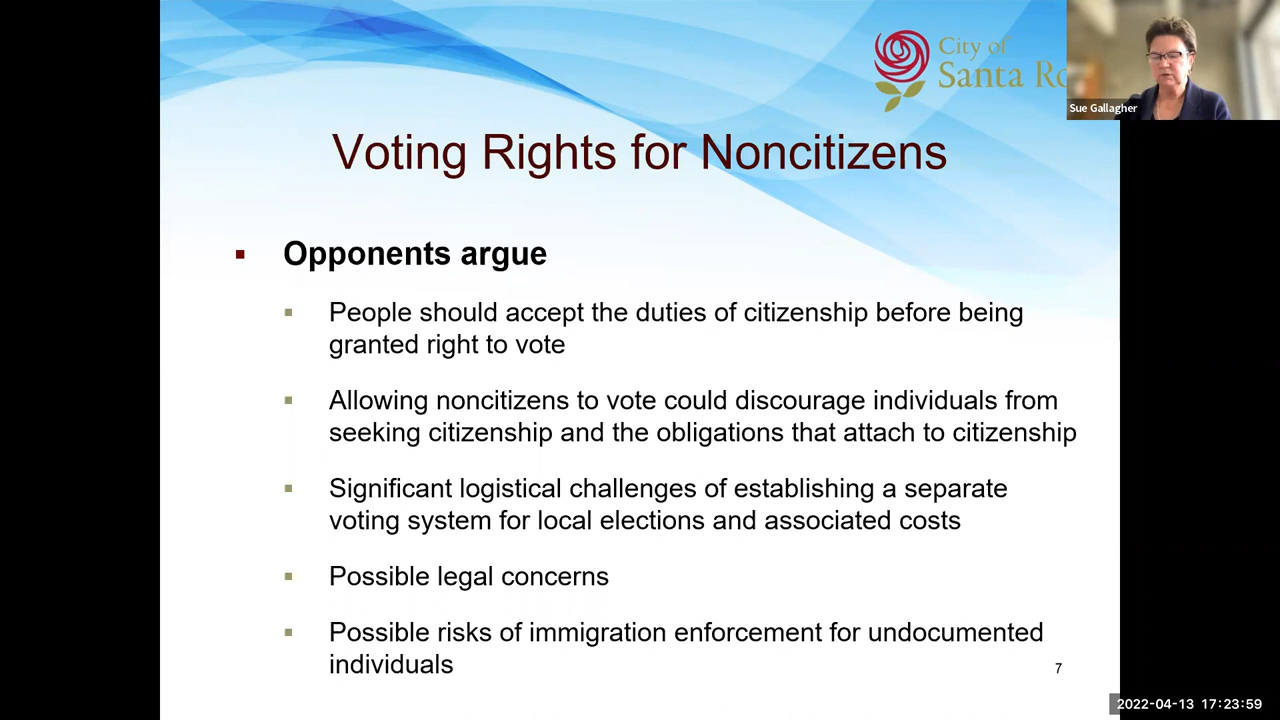 City of
Santa Ro
Sue Gallagher
Voting Rights for Noncitizens
Opponents argue
People should accept the duties of citizenship before being
granted right to vote
Allowing noncitizens to vote could discourage individuals from
seeking citizenship and the obligations that attach to citizenship
Significant logistical challenges of establishing a separate
voting system for local elections and associated costs
Possible legal concerns
Possible risks of immigration enforcement for undocumented
individuals
7
2022-04-13 17:23:59